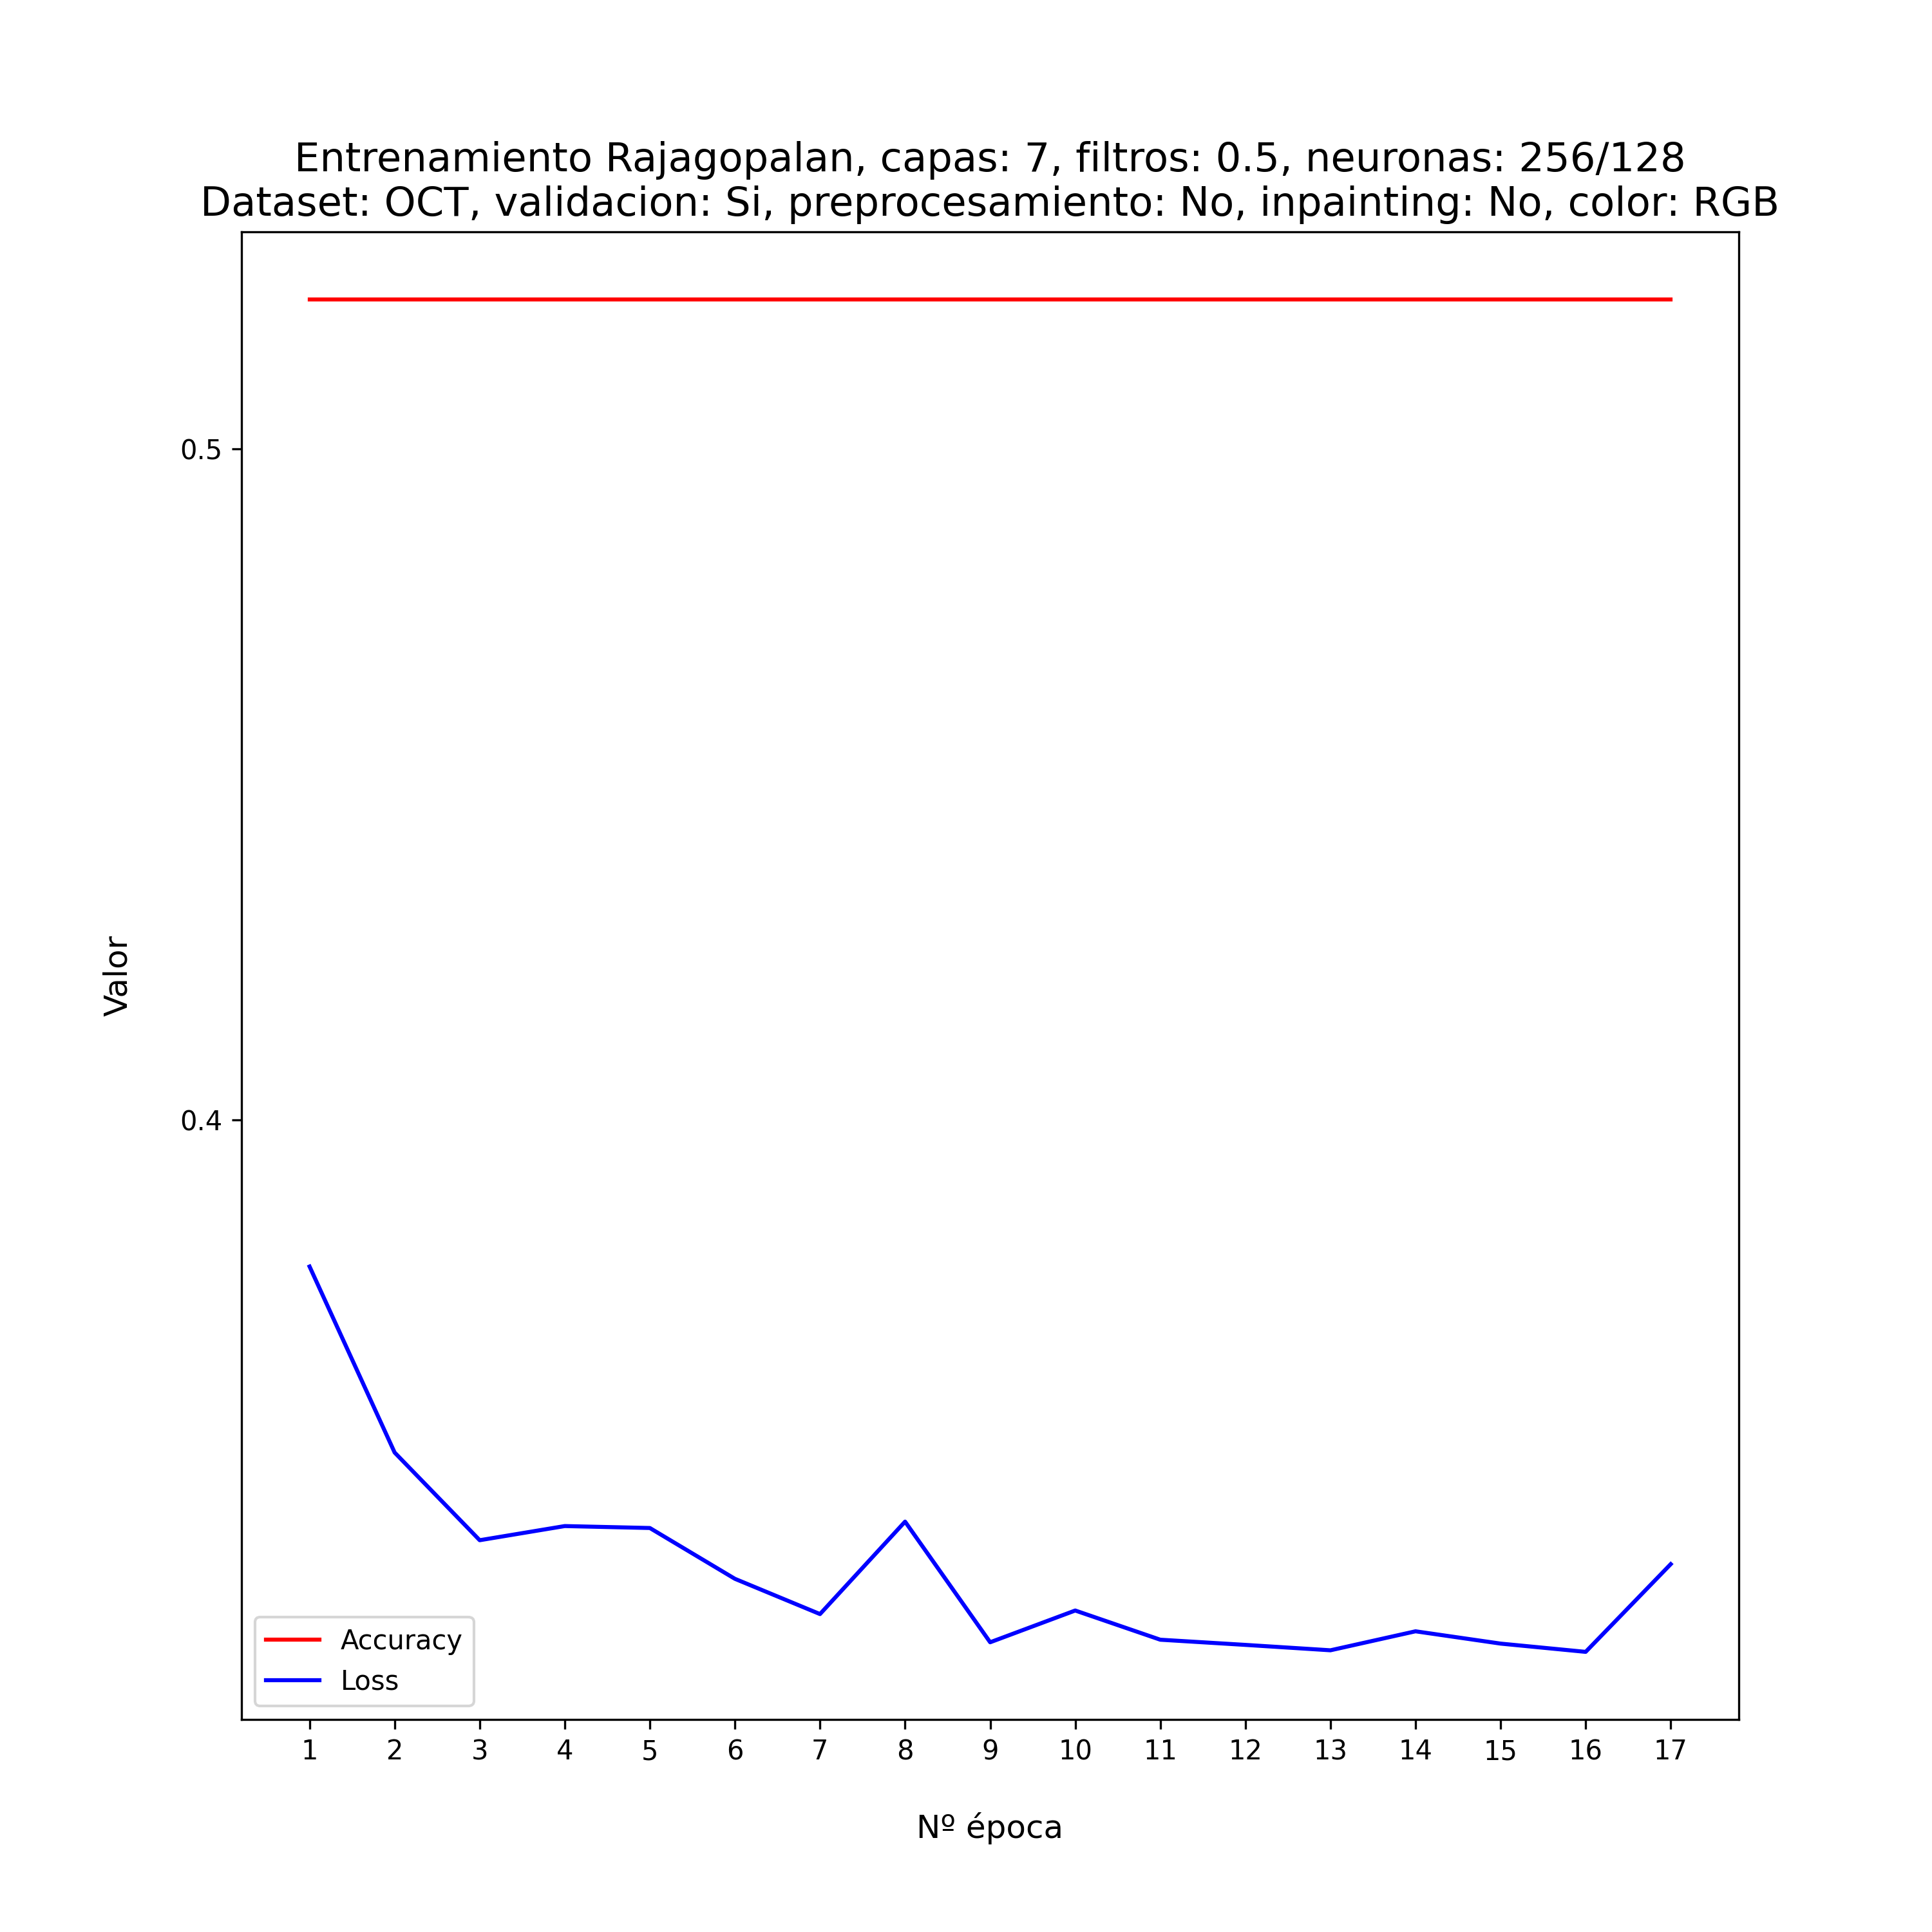 Entrenamiento Rajagopalan, capas: 7, filtros: 0.5, neuronas: 256/128
Dataset: OCT, validacion: Si, preprocesamiento: No, inpainting: No, color: RGB
0.5
0.4
Valor
Accuracy
Loss
1 2 3 4 5 6 7 8 9 10 11 12 13 14 15 16 17
Nº época